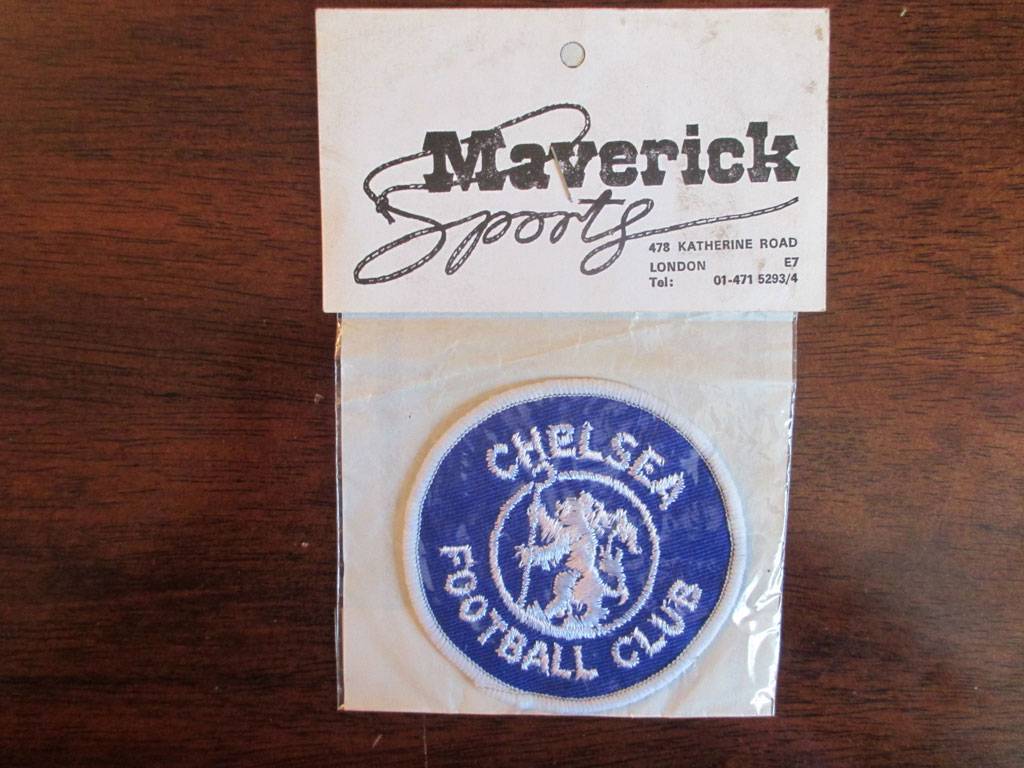 Maverick
Sports
478 KATHERINE ROAD
LONDON E7
Tel: 01-471 5293/4
CHELSEA
FOOTBALL CLUB